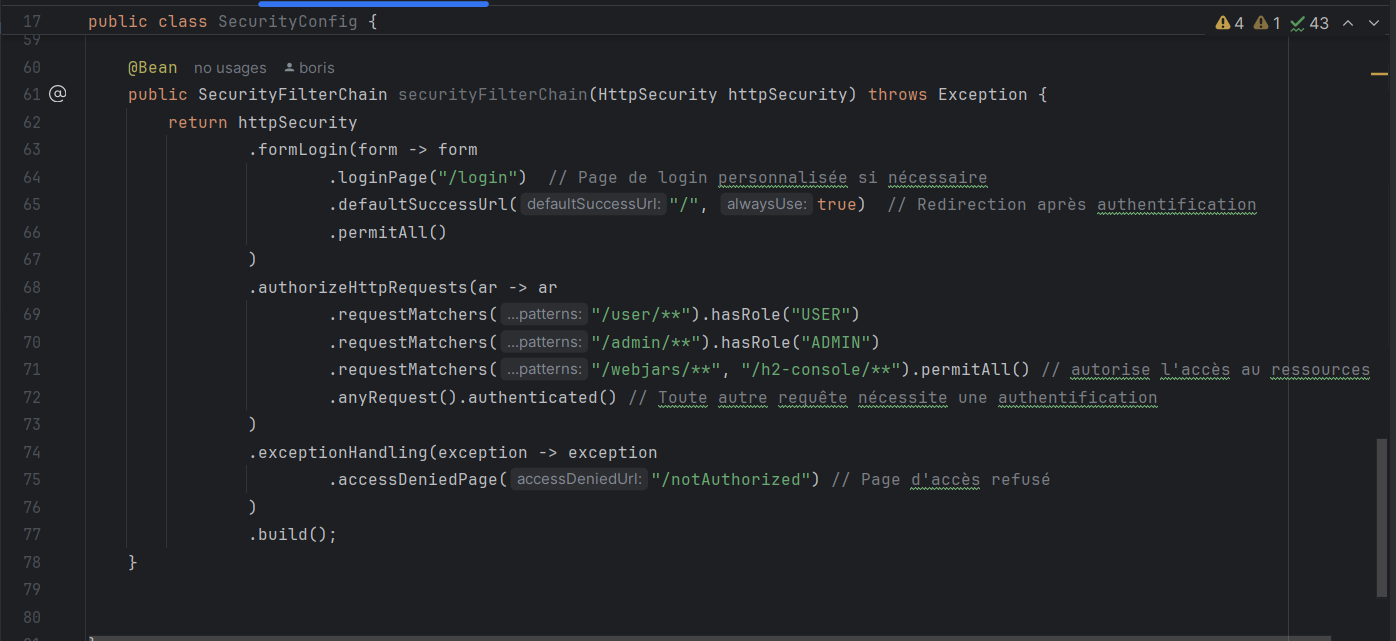 17 public class SecurityConfig { 4 1 43
59
60 @Bean no usages boris
61 public SecurityFilterChain securityFilterChain(HttpSecurity httpSecurity) throws Exception {
62 return httpSecurity
63 .formLogin(form -> form
64 .loginPage("/login") // Page de login personnalisée si nécessaire
65 .defaultSuccessUrl( defaultSuccessUrl: "/", alwaysUse: true) // Redirection après authentification
66 .permitAll()
67 )
68 .authorizeHttpRequests(ar -> ar
69 .requestMatchers( ...patterns: "/user/**").hasRole("USER")
70 .requestMatchers( ...patterns: "/admin/**").hasRole("ADMIN")
71 .requestMatchers( ...patterns: "/webjars/**", "/h2-console/**").permitAll() // autorise l'accès au ressources
72 .anyRequest().authenticated() // Toute autre requête nécessite une authentification
73 )
74 .exceptionHandling(exception -> exception
75 .accessDeniedPage( accessDeniedUrl: "/notAuthorized") // Page d'accès refusé
76 )
77 .build();
78 }
79
80